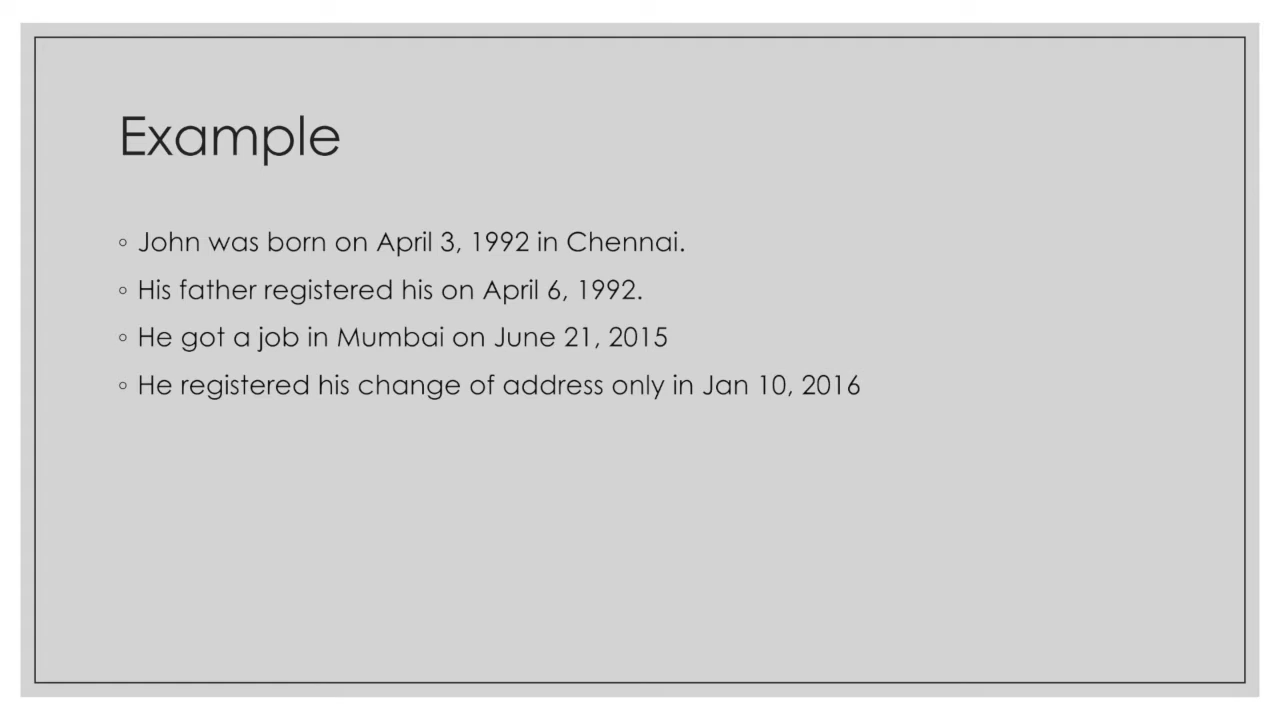 Example
◦ John was born on April 3, 1992 in Chennai.
◦ His father registered his on April 6, 1992.
◦ He got a job in Mumbai on June 21, 2015
◦ He registered his change of address only in Jan 10, 2016